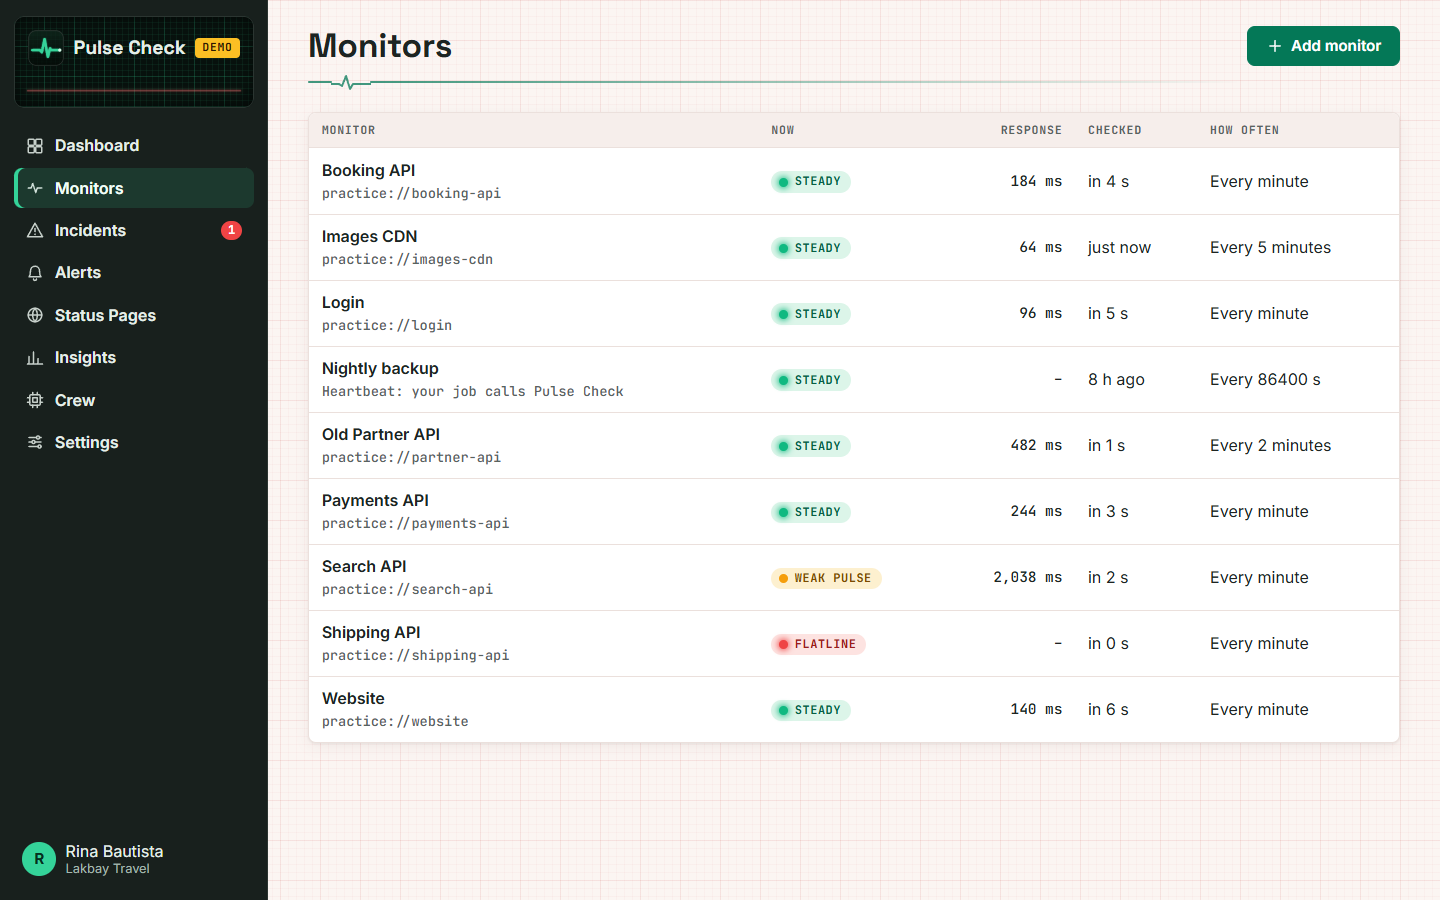 Pulse Check DEMO
Dashboard
Monitors
Incidents 1
Alerts
Status Pages
Insights
Crew
Settings
R
Rina Bautista
Lakbay Travel
Monitors
+ Add monitor
MONITOR NOW RESPONSE CHECKED HOW OFTEN
Booking API
practice://booking-api
STEADY 184 ms in 4 s Every minute
Images CDN
practice://images-cdn
STEADY 64 ms just now Every 5 minutes
Login
practice://login
STEADY 96 ms in 5 s Every minute
Nightly backup
Heartbeat: your job calls Pulse Check
STEADY – 8 h ago Every 86400 s
Old Partner API
practice://partner-api
STEADY 482 ms in 1 s Every 2 minutes
Payments API
practice://payments-api
STEADY 244 ms in 3 s Every minute
Search API
practice://search-api
WEAK PULSE 2,038 ms in 2 s Every minute
Shipping API
practice://shipping-api
FLATLINE – in 0 s Every minute
Website
practice://website
STEADY 140 ms in 6 s Every minute